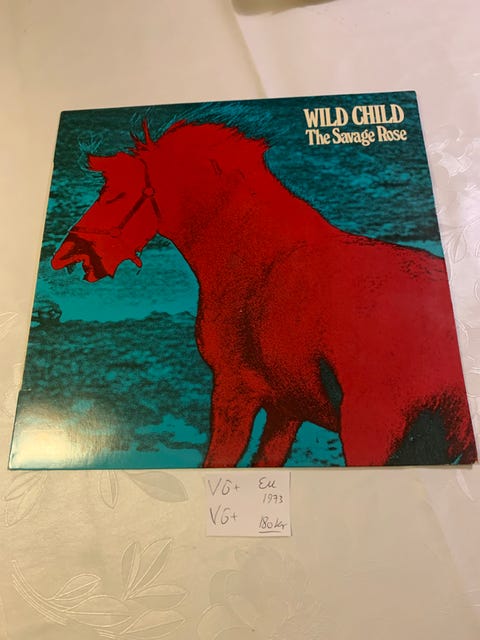 WILD CHILD
The Savage Rose
VG+ EU
1973
VG+ 180kr